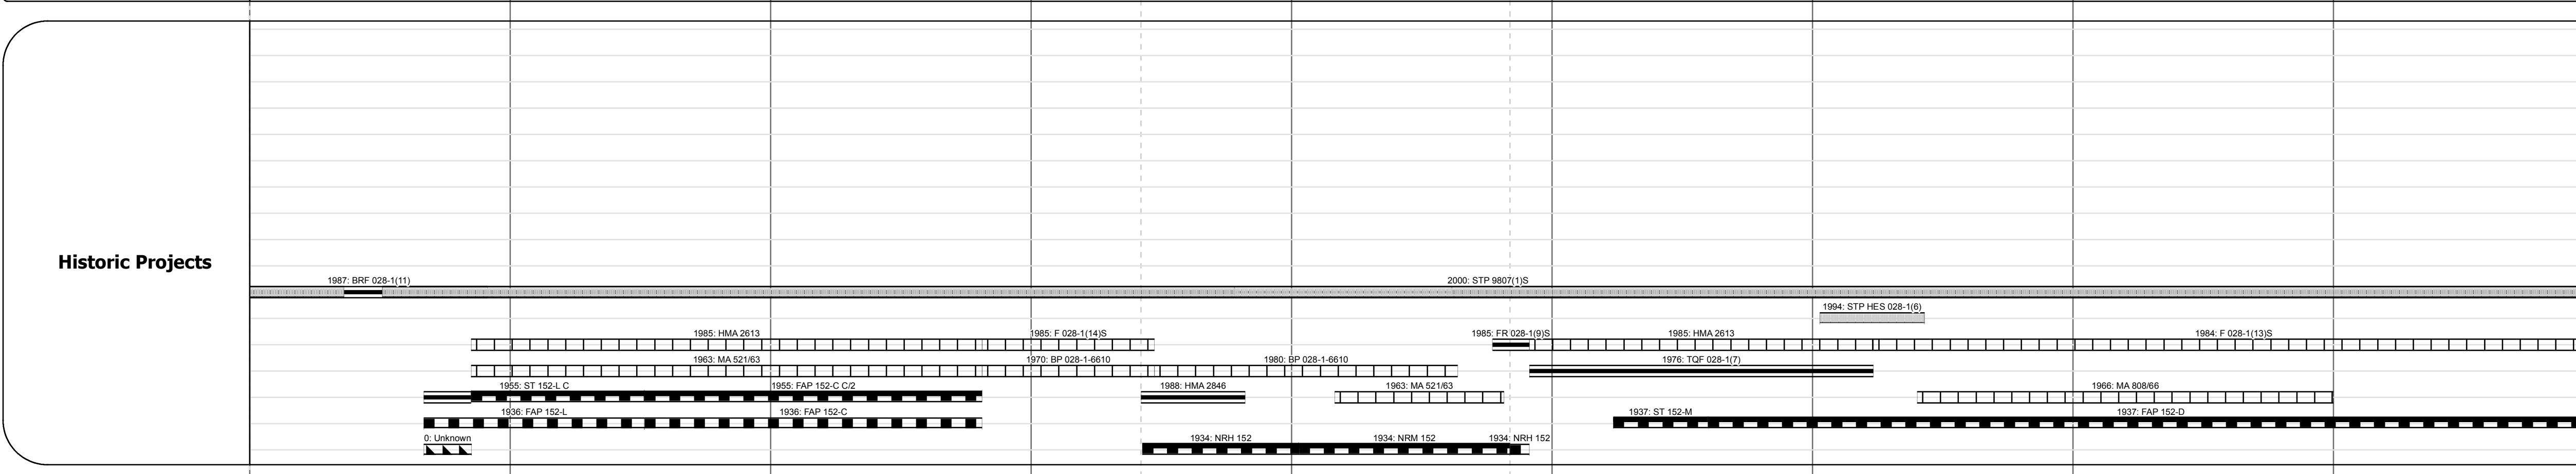 Historic Projects
1987: BRF 028-1(11)
2000: STP 9807(1)S
1994: STP HES 028-1(6)
1985: HMA 2613
1985: F 028-1(14)S
1985: FR 028-1(9)S
1985: HMA 2613
1984: F 028-1(13)S
1963: MA 521/63
1970: BP 028-1-6610
1980: BP 028-1-6610
1976: TQF 028-1(7)
1955: ST 152-L C
1955: FAP 152-C C/2
1988: HMA 2846
1963: MA 521/63
1966: MA 808/66
1936: FAP 152-L
1936: FAP 152-C
1937: ST 152-M
1937: FAP 152-D
0: Unknown
1934: NRH 152
1934: NRM 152
1934: NRH 152